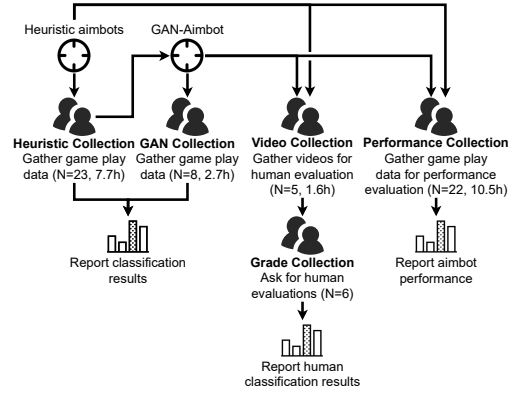 Heuristic aimbots
GAN-Aimbot
Heuristic Collection
Gather game play
data (N=23, 7.7h)
GAN Collection
Gather game play
data (N=8, 2.7h)
Video Collection
Gather videos for
human evaluation
(N=5, 1.6h)
Performance Collection
Gather game play
data for performance
evaluation (N=22, 10.5h)
Report classification
results
Grade Collection
Ask for human
evaluations (N=6)
Report aimbot
performance
Report human
classification results